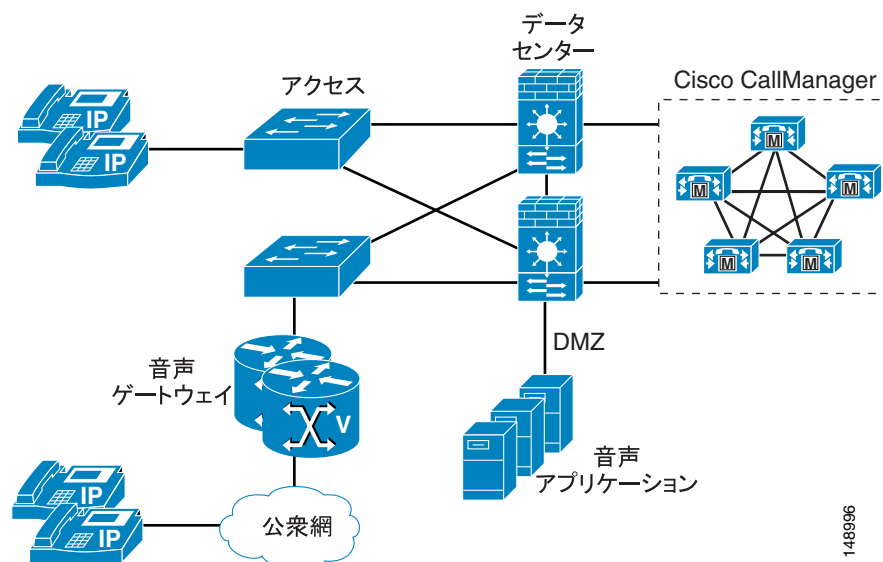 データ
センター
アクセス
Cisco CallManager
IP
IP
M
M
M
M
M
DMZ
音声
ゲートウェイ
V
音声
アプリケーション
IP
IP
公衆網
148996